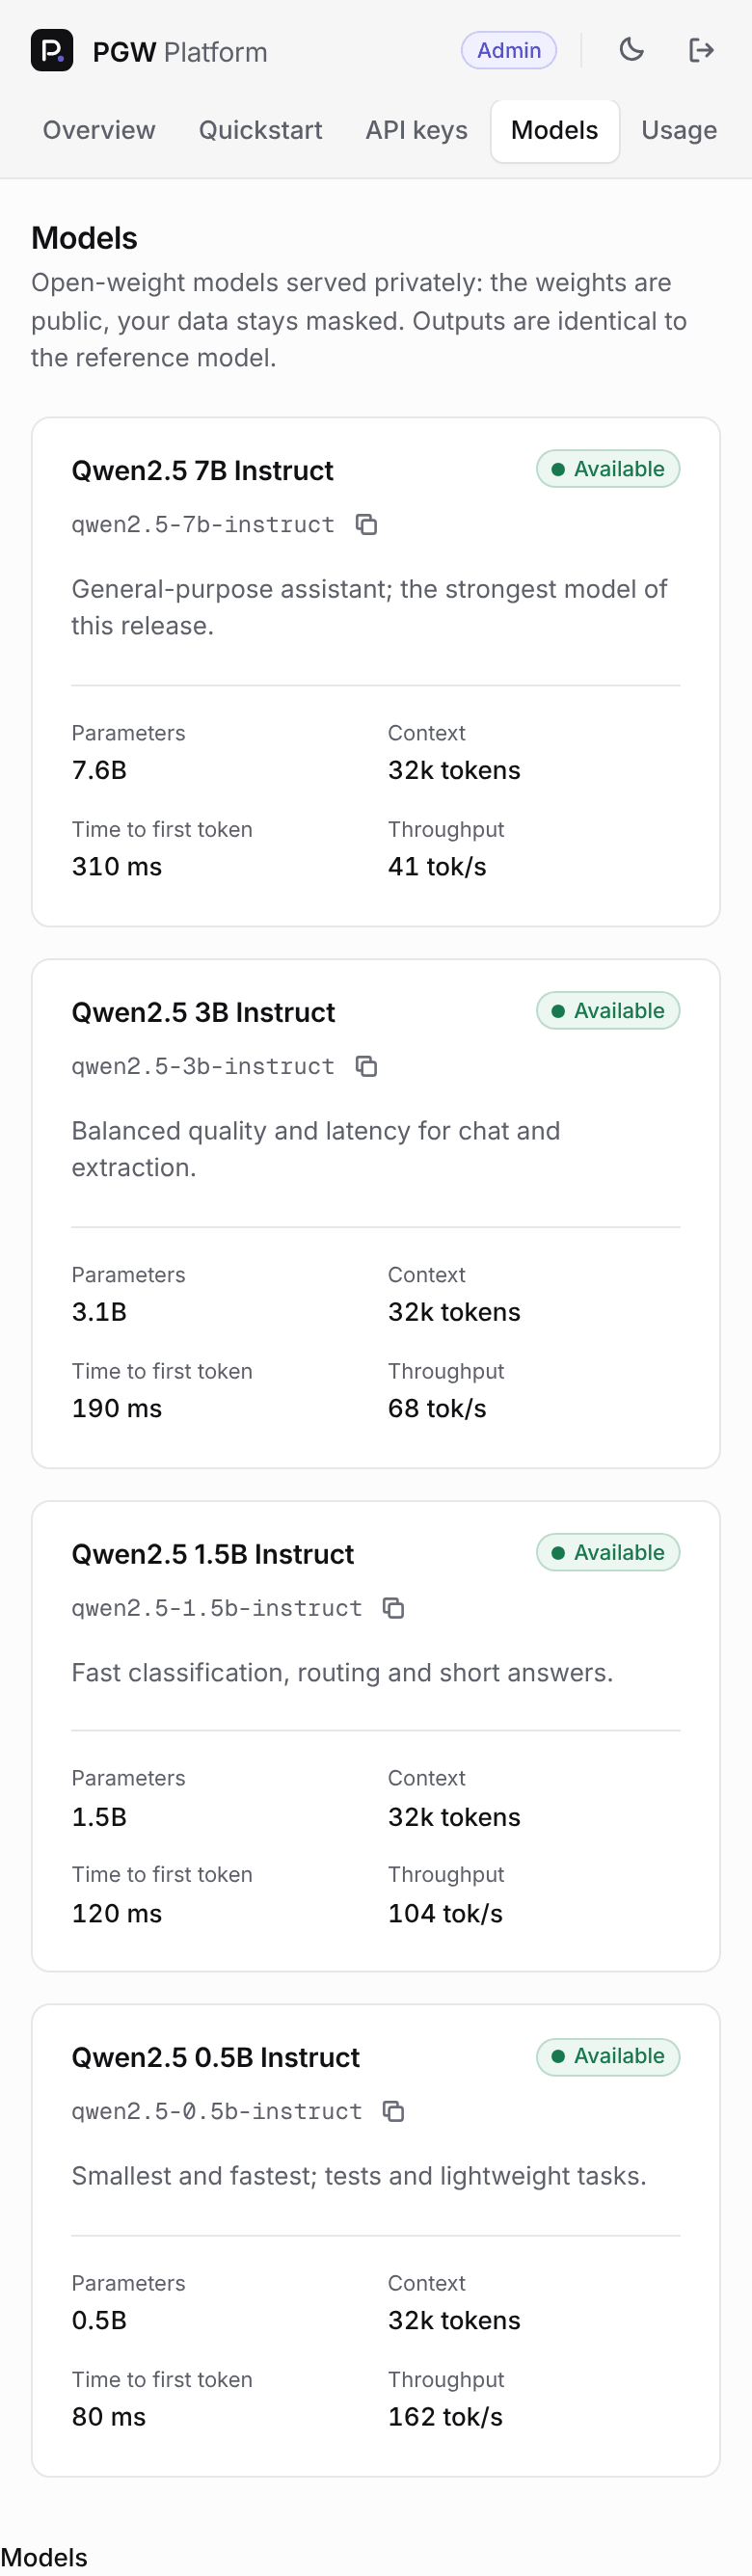 PGW Platform
Admin
Overview
Quickstart
API keys
Models
Usage
Models
Open-weight models served privately: the weights are
public, your data stays masked. Outputs are identical to
the reference model.
Qwen2.5 7B Instruct
Available
qwen2.5-7b-instruct
General-purpose assistant; the strongest model of
this release.
Parameters
Context
7.6B
32k tokens
Time to first token
Throughput
310 ms
41 tok/s
Qwen2.5 3B Instruct
Available
qwen2.5-3b-instruct
Balanced quality and latency for chat and
extraction.
Parameters
Context
3.1B
32k tokens
Time to first token
Throughput
190 ms
68 tok/s
Qwen2.5 1.5B Instruct
Available
qwen2.5-1.5b-instruct
Fast classification, routing and short answers.
Parameters
Context
1.5B
32k tokens
Time to first token
Throughput
120 ms
104 tok/s
Qwen2.5 0.5B Instruct
Available
qwen2.5-0.5b-instruct
Smallest and fastest; tests and lightweight tasks.
Parameters
Context
0.5B
32k tokens
Time to first token
Throughput
80 ms
162 tok/s
Models